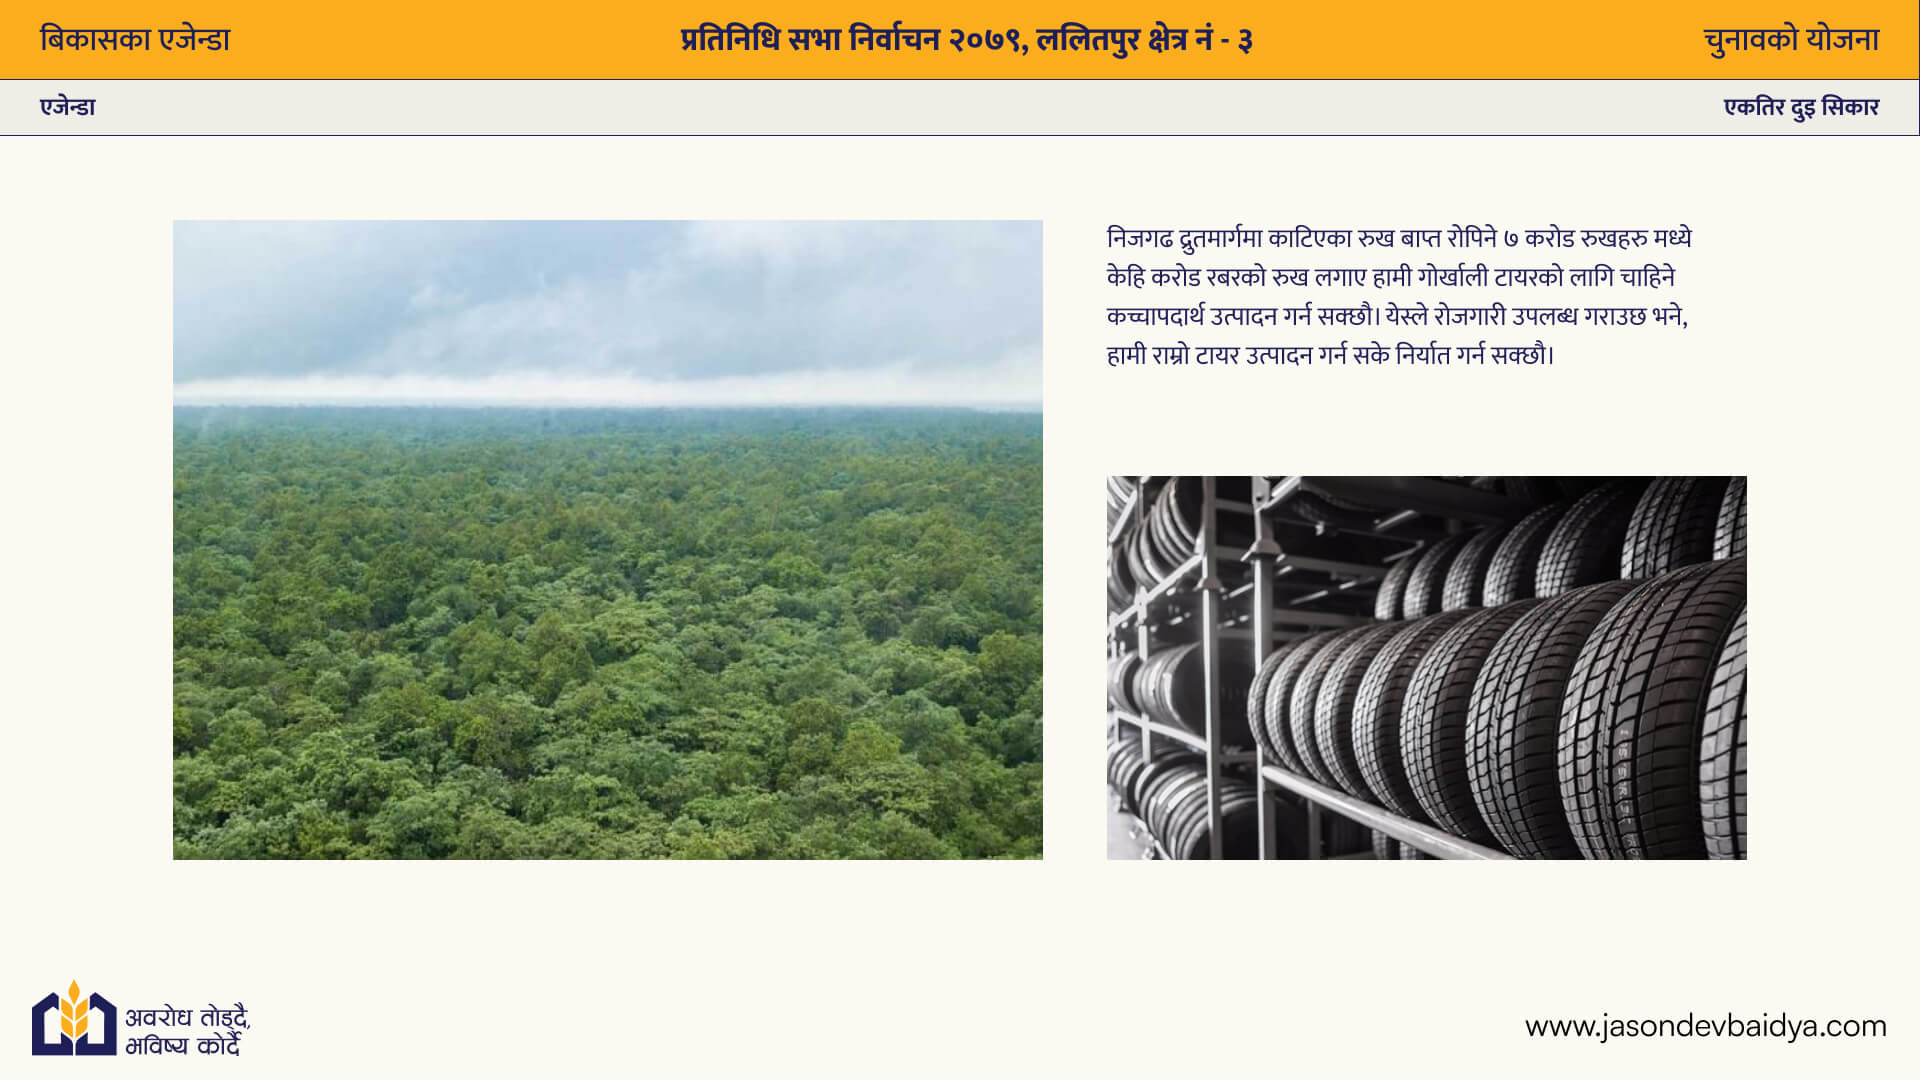 बिकासका एजेन्डा
प्रतिनिधि सभा निर्वाचन २०७९, ललितपुर क्षेत्र नं - ३
चुनावको योजना
एजेन्डा
एकतिर दुइ सिकार
निजगढ द्रुतमार्गमा काटिएका रुख बाप्त रोपिने ७ करोड रुखहरु मध्ये
केहि करोड रबरको रुख लगाए हामी गोर्खाली टायरको लागि चाहिने
कच्चापदार्थ उत्पादन गर्न सक्छौ। येस्ले रोजगारी उपलब्ध गराउछ भने,
हामी राम्रो टायर उत्पादन गर्न सके निर्यात गर्न सक्छौ।
अवरोध तोड्दै,
भविष्य कोर्दै
www.jasondevbaidya.com